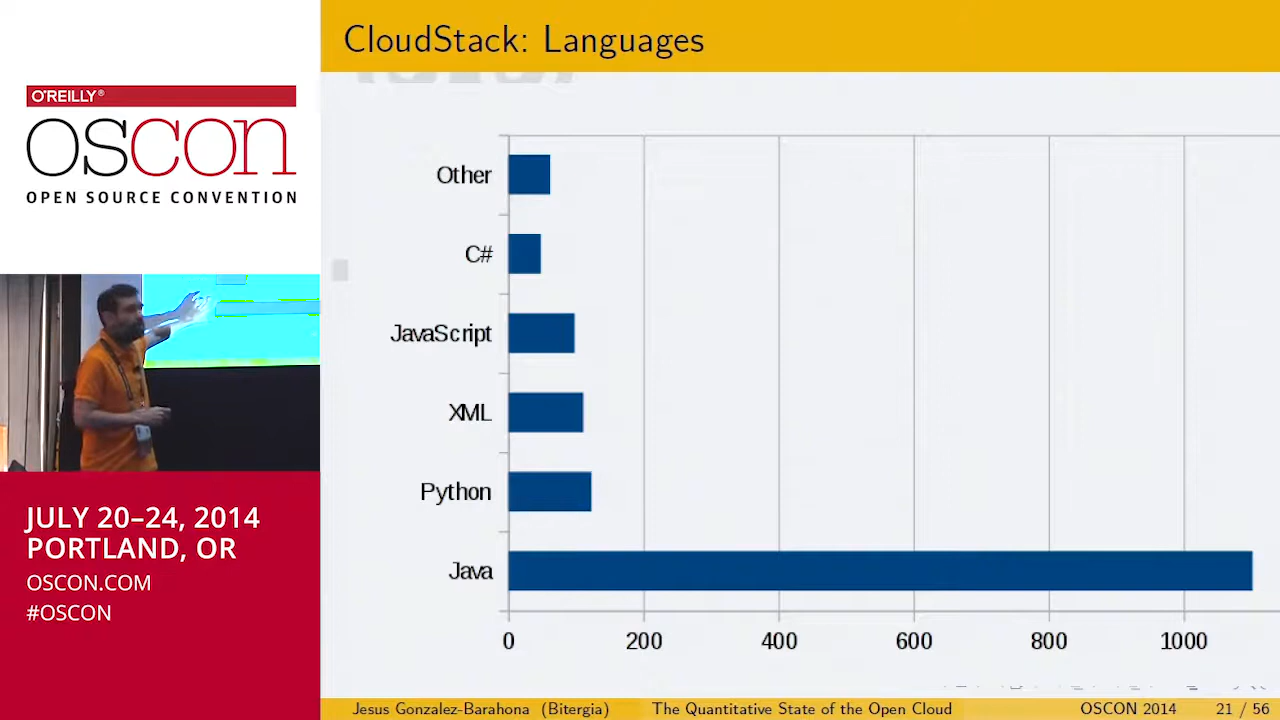 CloudStack: Languages
O'REILLY®
OSCON
OPEN SOURCE CONVENTION
Other
C#
JavaScript
XML
Python
Java
0 200 400 600 800 1000
JULY 20–24, 2014
PORTLAND, OR
OSCON.COM
#OSCON
Jesus Gonzalez-Barahona (Bitergia) The Quantitative State of the Open Cloud OSCON 2014 21 / 56